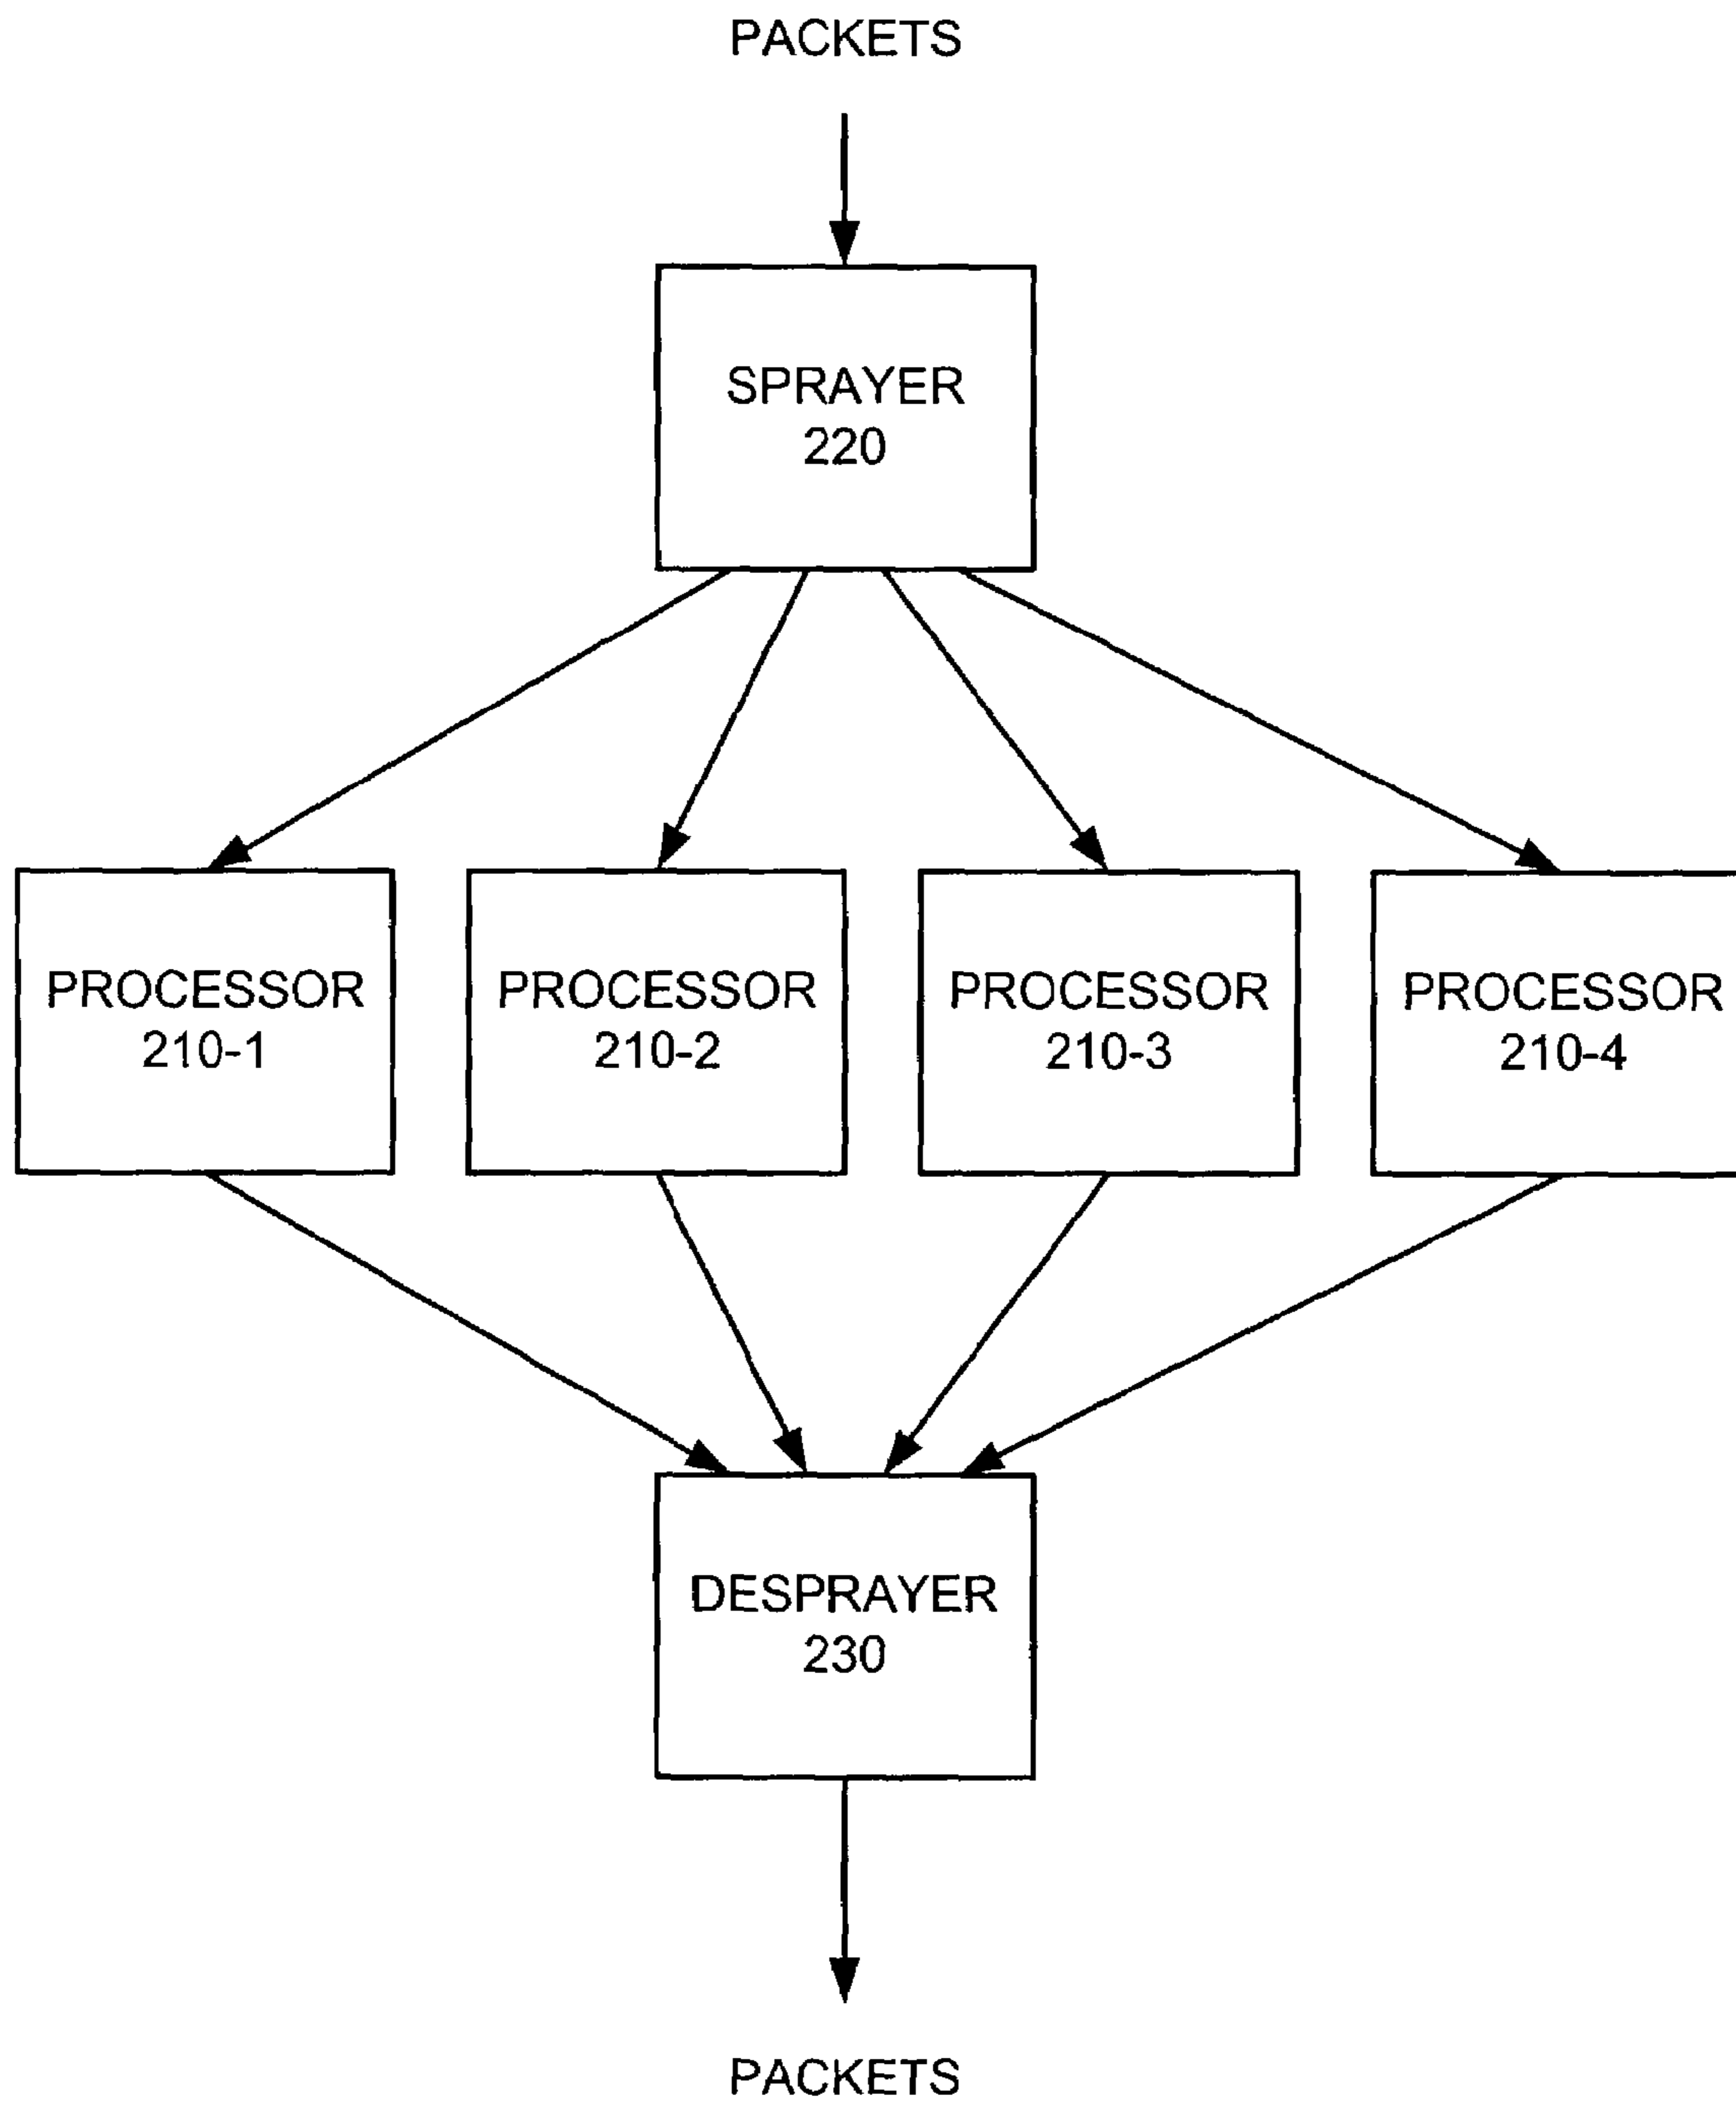 PACKETS
SPRAYER
220
PROCESSOR
210-1
PROCESSOR
210-2
PROCESSOR
210-3
PROCESSOR
210-4
DESPRAYER
230
PACKETS